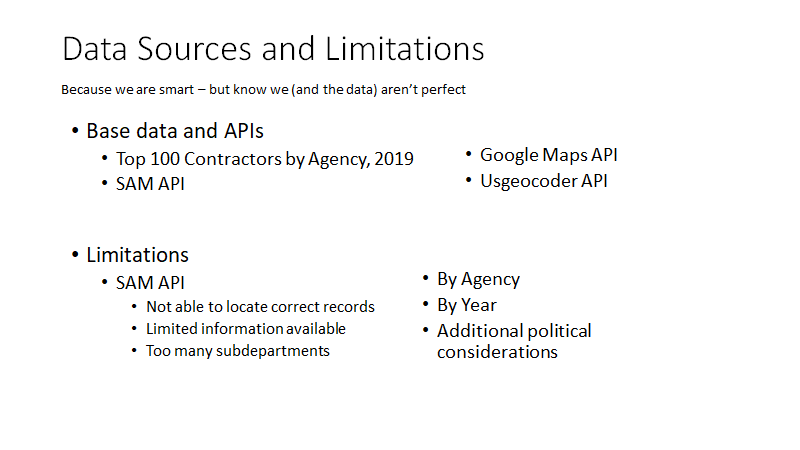 Data Sources and Limitations
Because we are smart – but know we (and the data) aren't perfect
• Base data and APIs
• Top 100 Contractors by Agency, 2019
• SAM API
• Google Maps API
• Usgeocoder API
• Limitations
• SAM API
• Not able to locate correct records
• Limited information available
• Too many subdepartments
• By Agency
• By Year
• Additional political
considerations